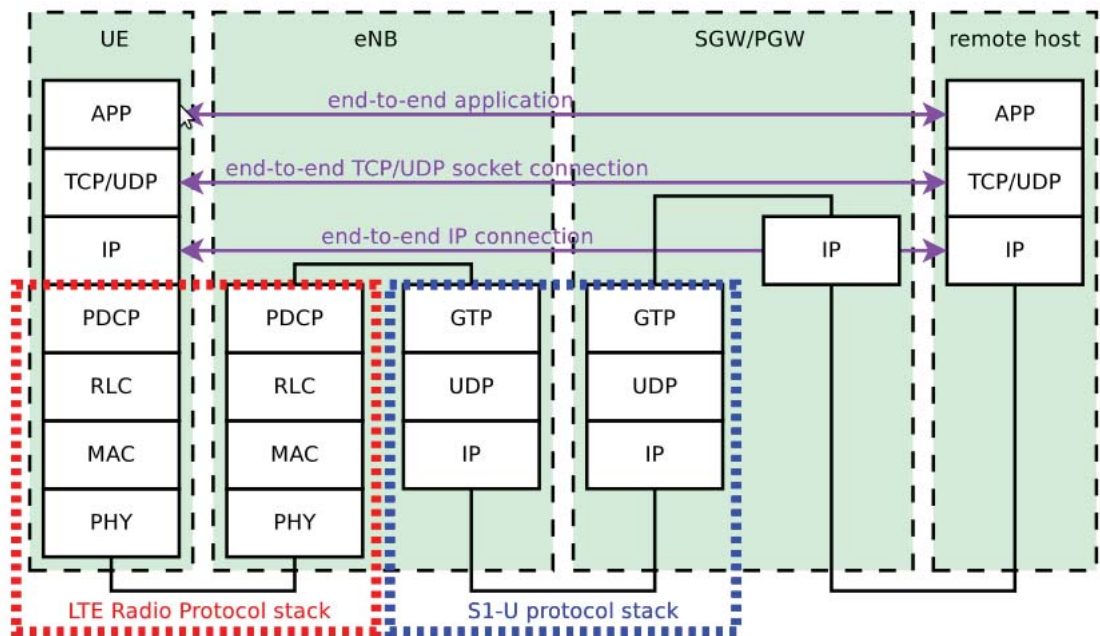 UE
eNB
SGW/PGW
remote host
APP
end-to-end application
APP
TCP/UDP
end-to-end TCP/UDP socket connection
TCP/UDP
IP
end-to-end IP connection
IP
IP
PDCP
PDCP
GTP
GTP
RLC
RLC
UDP
UDP
MAC
MAC
IP
IP
PHY
PHY
LTE Radio Protocol stack
S1-U protocol stack